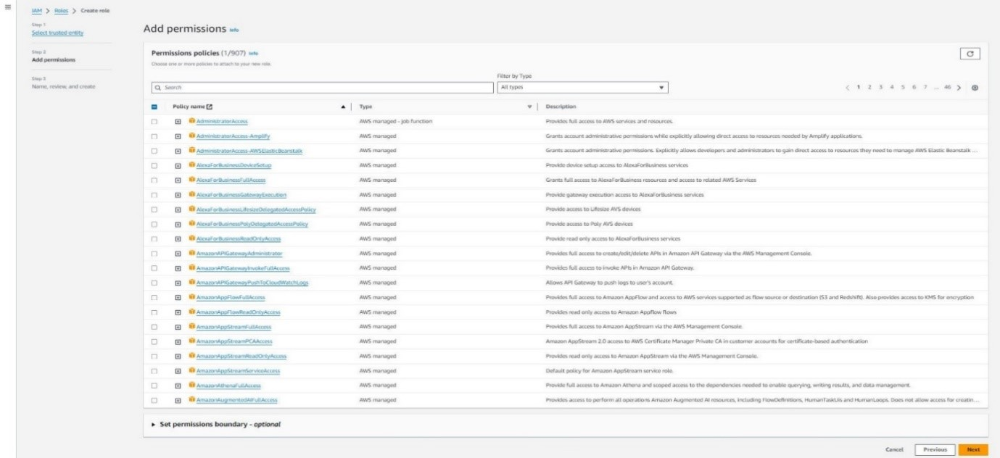 IAM > Roles > Create role
Step 1
Select trusted entity
Step 2
Add permissions
Step 3
Name, review, and create
Add permissions Info
Permissions policies (1/907) Info
Choose one or more policies to attach to your new role.
Filter by Type
Search
All types
< 1 2 3 4 5 6 7 ... 46 >
Policy name Type Description
AdministratorAccess AWS managed - job function Provides full access to AWS services and resources.
AdministratorAccess-Amplify AWS managed Grants account administrative permissions while explicitly allowing direct access to resources needed by Amplify applications.
AdministratorAccess-AWSElasticBeanstalk AWS managed Grants account administrative permissions. Explicitly allows developers and administrators to gain direct access to resources they need to manage AWS Elastic Beanstalk ...
AlexaForBusinessDeviceSetup AWS managed Provide device setup access to AlexaForBusiness services
AlexaForBusinessFullAccess AWS managed Grants full access to AlexaForBusiness resources and access to related AWS Services
AlexaForBusinessGatewayExecution AWS managed Provide gateway execution access to AlexaForBusiness services
AlexaForBusinessLifesizeDelegatedAccessPolicy AWS managed Provide access to Lifesize AVS devices
AlexaForBusinessPolyDelegatedAccessPolicy AWS managed Provide access to Poly AVS devices
AlexaForBusinessReadOnlyAccess AWS managed Provide read only access to AlexaForBusiness services
AmazonAPIGatewayAdministrator AWS managed Provides full access to create/edit/delete APIs in Amazon API Gateway via the AWS Management Console.
AmazonAPIGatewayInvokeFullAccess AWS managed Provides full access to invoke APIs in Amazon API Gateway.
AmazonAPIGatewayPushToCloudWatchLogs AWS managed Allows API Gateway to push logs to user's account.
AmazonAppFlowFullAccess AWS managed Provides full access to Amazon AppFlow and access to AWS services supported as flow source or destination (S3 and Redshift). Also provides access to KMS for encryption
AmazonAppFlowReadOnlyAccess AWS managed Provides read only access to Amazon Appflow flows
AmazonAppStreamFullAccess AWS managed Provides full access to Amazon AppStream via the AWS Management Console.
AmazonAppStreamPCAAccess AWS managed Amazon AppStream 2.0 access to AWS Certificate Manager Private CA in customer accounts for certificate-based authentication
AmazonAppStreamReadOnlyAccess AWS managed Provides read only access to Amazon AppStream via the AWS Management Console.
AmazonAppStreamServiceAccess AWS managed Default policy for Amazon AppStream service role.
AmazonAthenaFullAccess AWS managed Provide full access to Amazon Athena and scoped access to the dependencies needed to enable querying, writing results, and data management.
AmazonAugmentedAIFullAccess AWS managed Provides access to perform all operations Amazon Augmented AI resources, including FlowDefinitions, HumanTaskUis and HumanLoops. Does not allow access for creatin...
Set permissions boundary - optional
Cancel Previous Next